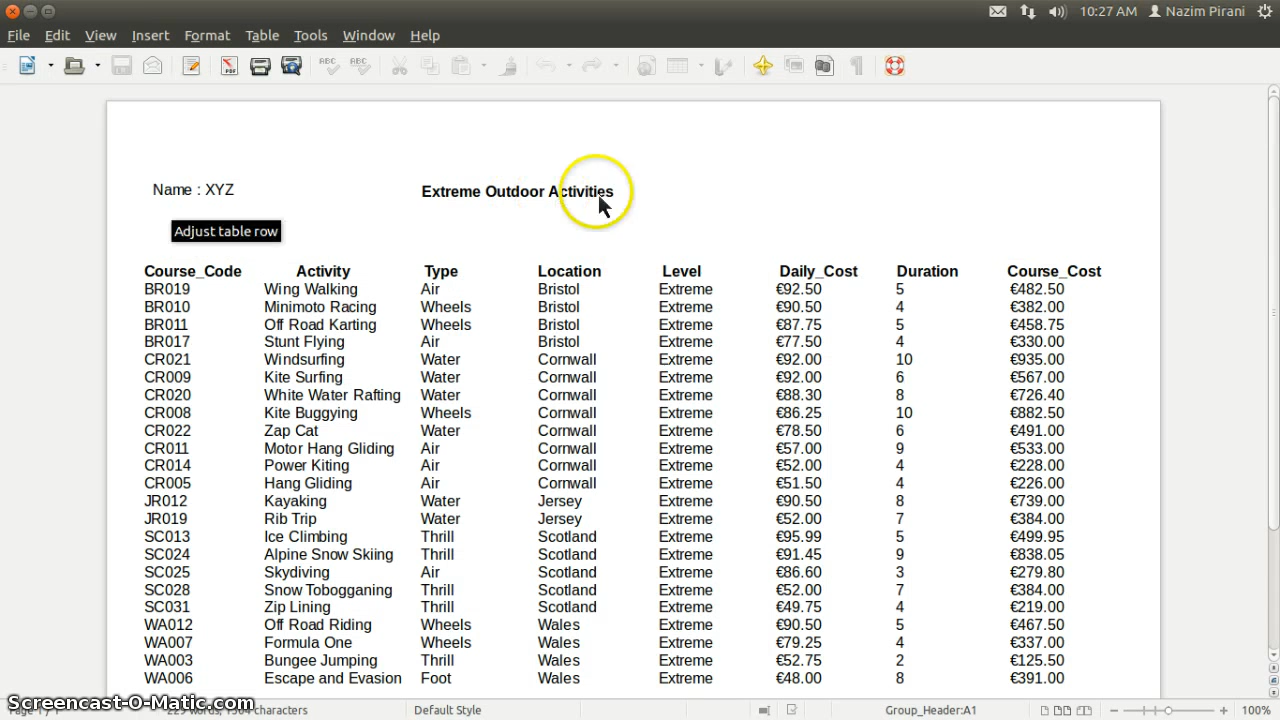 10:27 AM Nazim Pirani
File Edit View Insert Format Table Tools Window Help
PDF ABC ABC
Name : XYZ Extreme Outdoor Activities
Adjust table row
Course_Code Activity Type Location Level Daily_Cost Duration Course_Cost
BR019 Wing Walking Air Bristol Extreme €92.50 5 €482.50
BR010 Minimoto Racing Wheels Bristol Extreme €90.50 4 €382.00
BR011 Off Road Karting Wheels Bristol Extreme €87.75 5 €458.75
BR017 Stunt Flying Air Bristol Extreme €77.50 4 €330.00
CR021 Windsurfing Water Cornwall Extreme €92.00 10 €935.00
CR009 Kite Surfing Water Cornwall Extreme €92.00 6 €567.00
CR020 White Water Rafting Water Cornwall Extreme €88.30 8 €726.40
CR008 Kite Buggying Wheels Cornwall Extreme €86.25 10 €882.50
CR022 Zap Cat Water Cornwall Extreme €78.50 6 €491.00
CR011 Motor Hang Gliding Air Cornwall Extreme €57.00 9 €533.00
CR014 Power Kiting Air Cornwall Extreme €52.00 4 €228.00
CR005 Hang Gliding Air Cornwall Extreme €51.50 4 €226.00
JR012 Kayaking Water Jersey Extreme €90.50 8 €739.00
JR019 Rib Trip Water Jersey Extreme €52.00 7 €384.00
SC013 Ice Climbing Thrill Scotland Extreme €95.99 5 €499.95
SC024 Alpine Snow Skiing Thrill Scotland Extreme €91.45 9 €838.05
SC025 Skydiving Air Scotland Extreme €86.60 3 €279.80
SC028 Snow Tobogganing Thrill Scotland Extreme €52.00 7 €384.00
SC031 Zip Lining Thrill Scotland Extreme €49.75 4 €219.00
WA012 Off Road Riding Wheels Wales Extreme €90.50 5 €467.50
WA007 Formula One Wheels Wales Extreme €79.25 4 €337.00
WA003 Bungee Jumping Thrill Wales Extreme €52.75 2 €125.50
WA006 Escape and Evasion Foot Wales Extreme €48.00 8 €391.00
Screencast-O-Matic.com
characters Default Style Group_Header:A1 100%